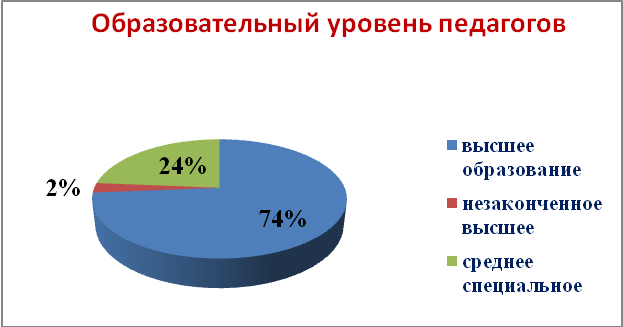 Образовательный уровень педагогов
24%
2%
74%
высшее
образование
незаконченное
высшее
среднее
специальное